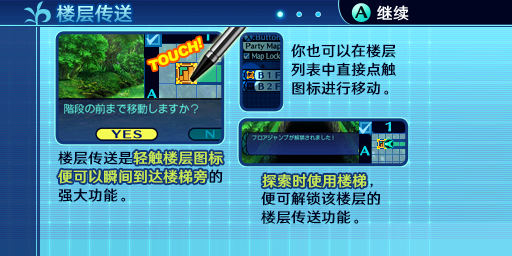 楼层传送
A 继续
TOUCH!
A
階段の前まで移動しますか？
YES
N
:Button
Party Map
Map Lock
B1F
B2F
你也可以在楼层
列表中直接点触
图标进行移动。
楼层传送是轻触楼层图标
便可以瞬间到达楼梯旁的
强大功能。
フロアジャンプが解禁されました！
1
A
探索时使用楼梯，
便可解锁该楼层的
楼层传送功能。